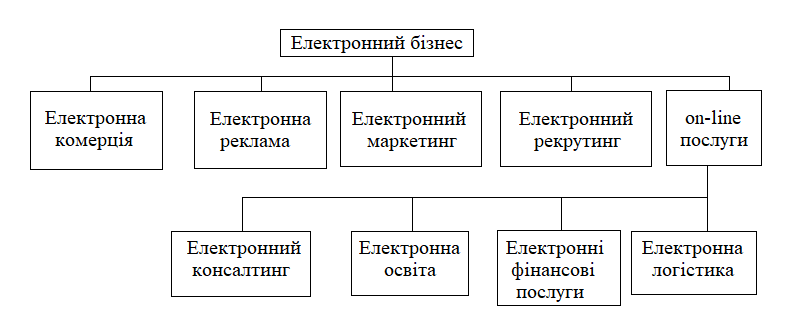 Електронний бізнес
Електронна
комерція
Електронна
реклама
Електронний
маркетинг
Електронний
рекрутинг
on-line
послуги
Електронний
консалтинг
Електронна
освіта
Електронні
фінансові
послуги
Електронна
логістика